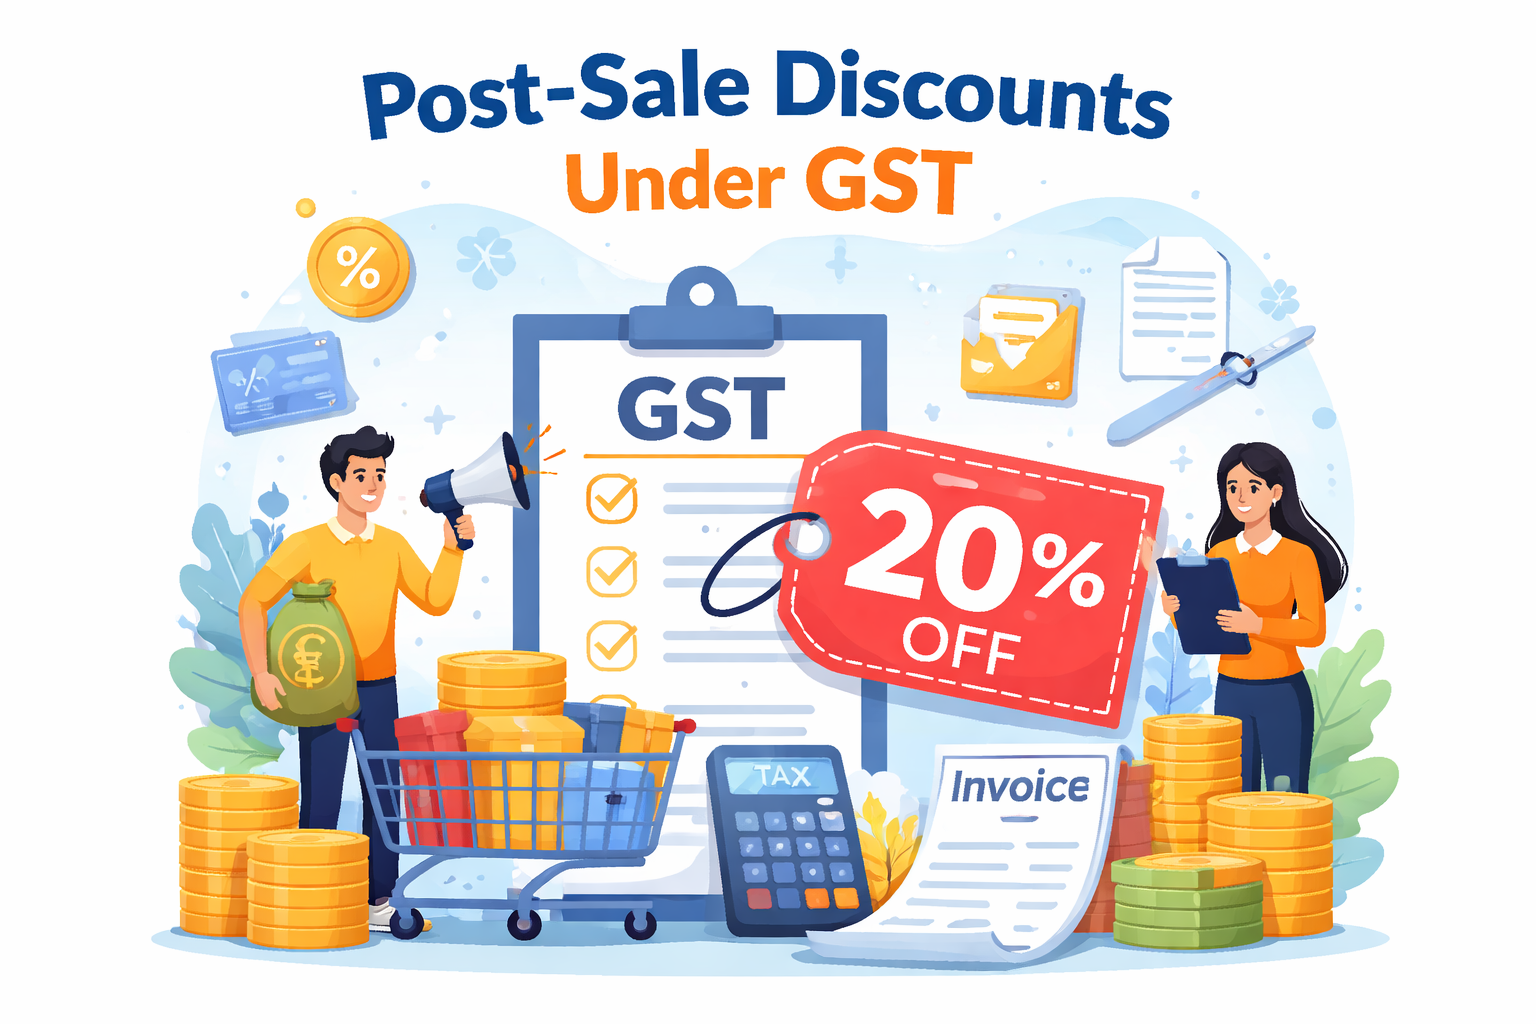 Post-Sale Discounts
Under GST
%
%
GST
20%
OFF
TAX
Invoice